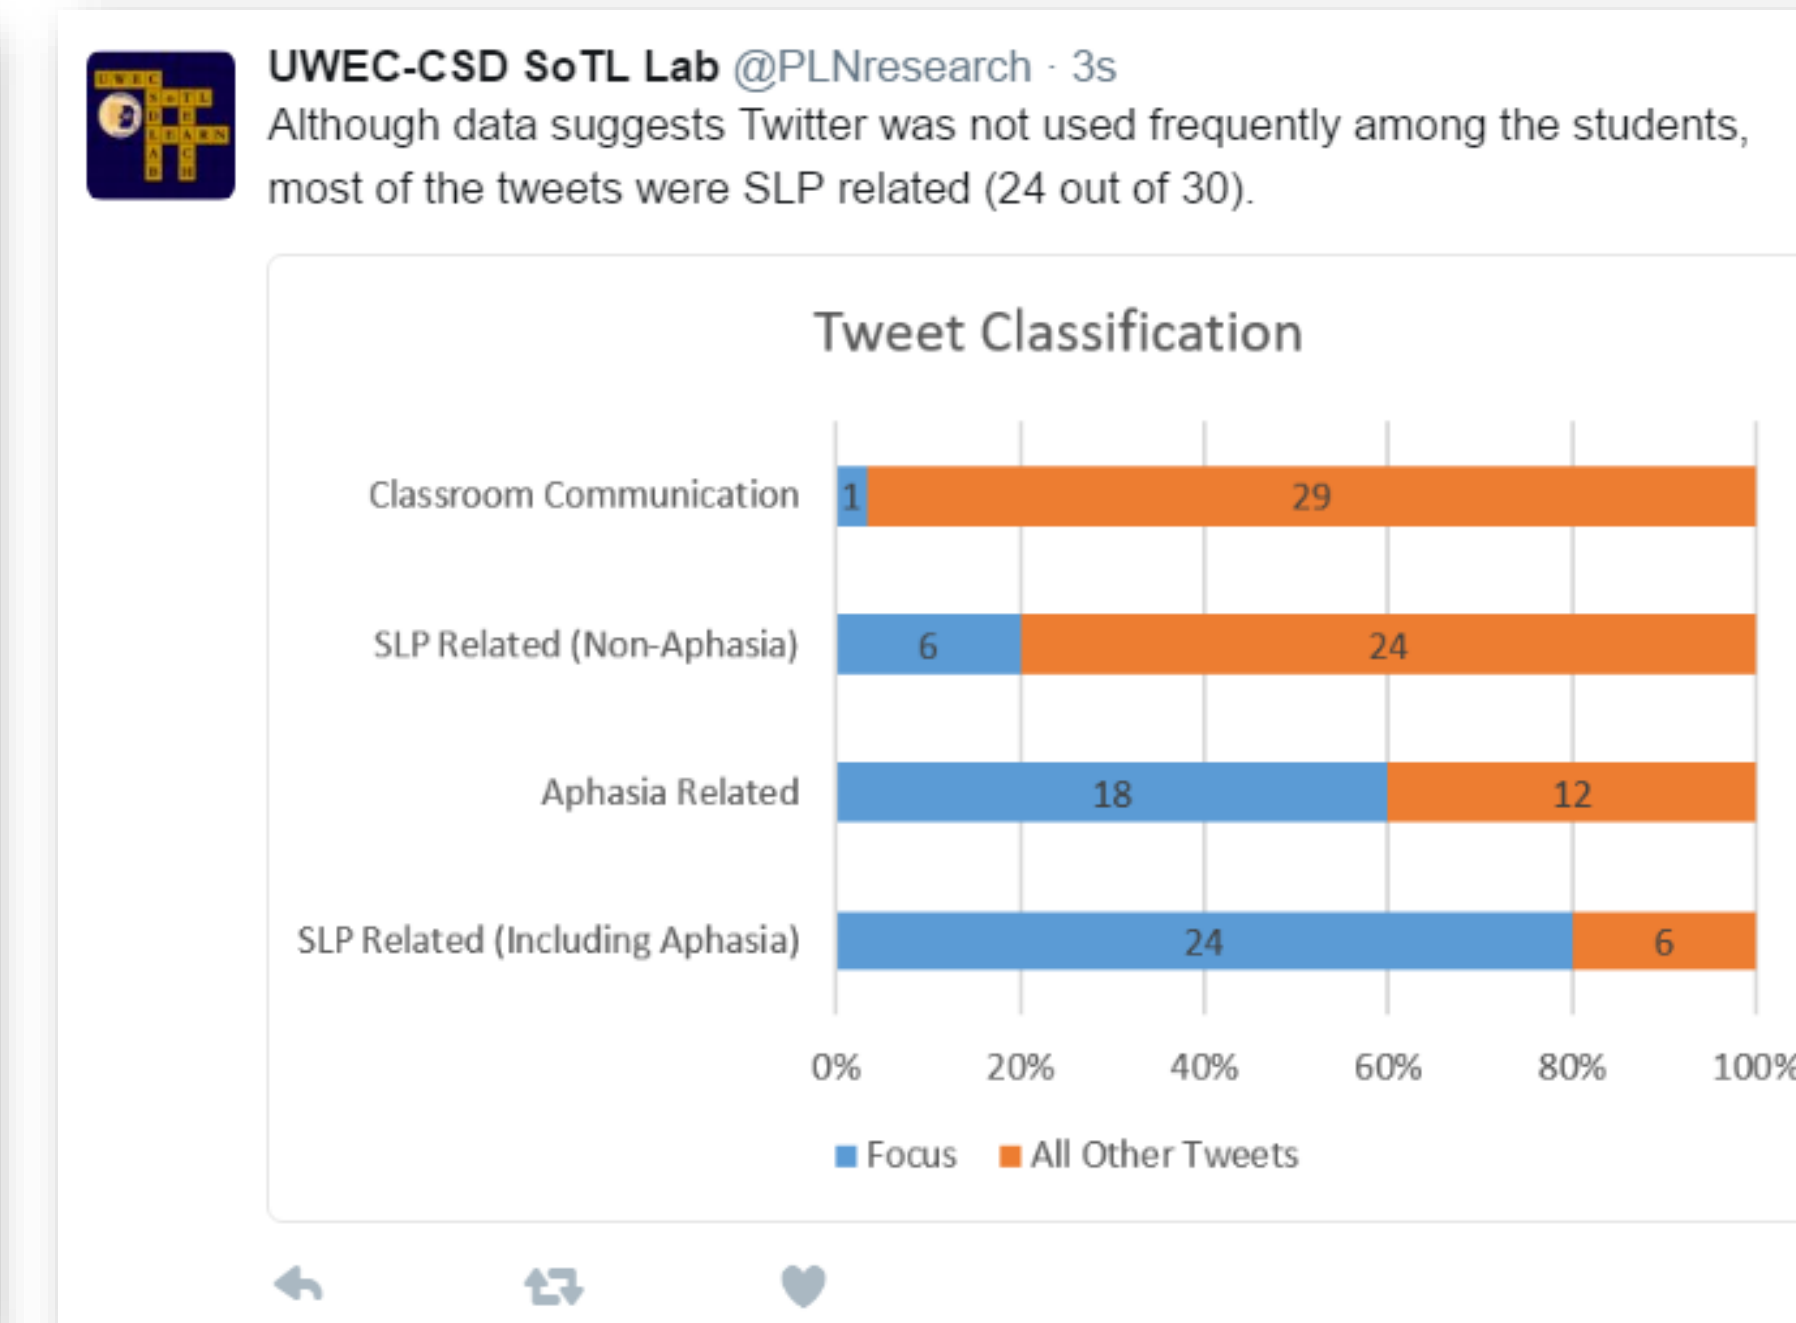 UWEC-CSD SoTL Lab @PLNresearch · 3s
Although data suggests Twitter was not used frequently among the students,
most of the tweets were SLP related (24 out of 30).
UWEC
SoTL
LEARN
Tweet Classification
Classroom Communication 1 29
SLP Related (Non-Aphasia) 6 24
Aphasia Related 18 12
SLP Related (Including Aphasia) 24 6
0% 20% 40% 60% 80% 100%
Focus All Other Tweets